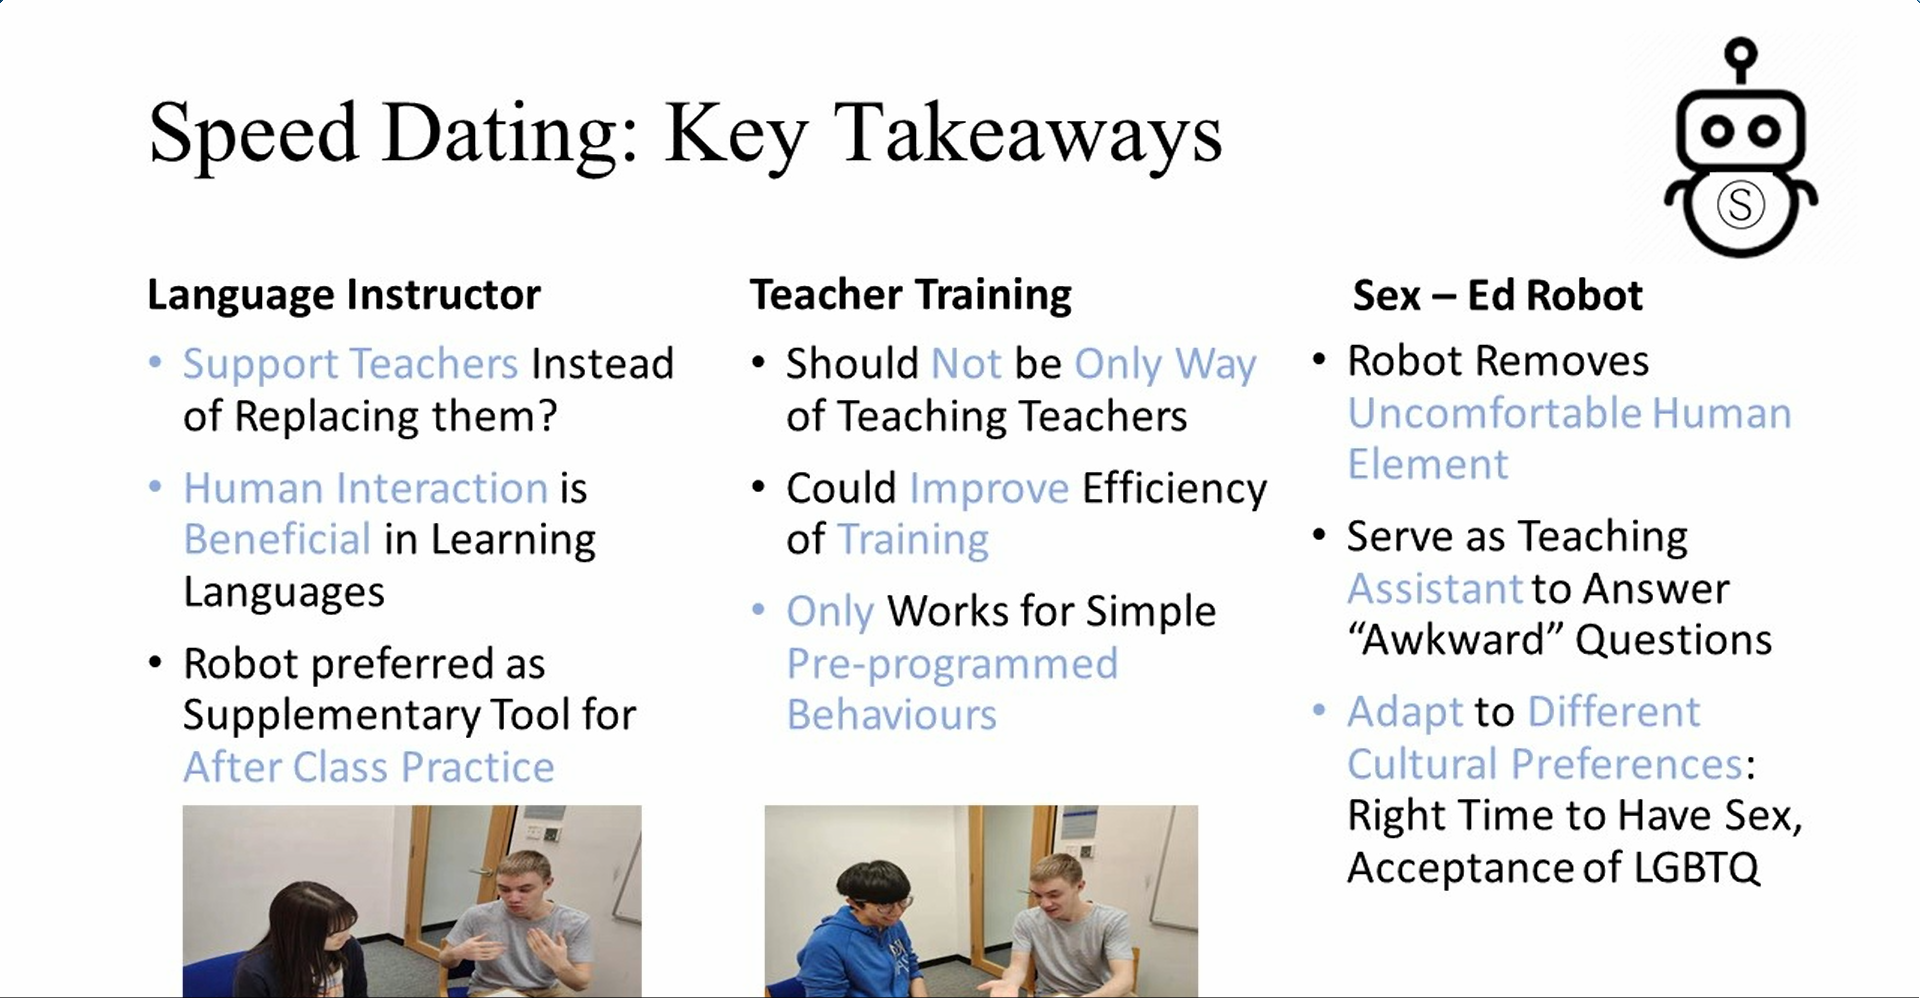 Speed Dating: Key Takeaways
S
Language Instructor
• Support Teachers Instead
of Replacing them?
• Human Interaction is
Beneficial in Learning
Languages
• Robot preferred as
Supplementary Tool for
After Class Practice
Teacher Training
• Should Not be Only Way
of Teaching Teachers
• Could Improve Efficiency
of Training
• Only Works for Simple
Pre-programmed
Behaviours
Sex – Ed Robot
• Robot Removes
Uncomfortable Human
Element
• Serve as Teaching
Assistant to Answer
“Awkward” Questions
• Adapt to Different
Cultural Preferences:
Right Time to Have Sex,
Acceptance of LGBTQ